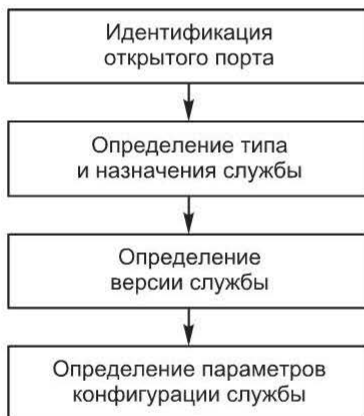 Идентификация
открытого порта
Определение типа
и назначения службы
Определение
версии службы
Определение параметров
конфигурации службы